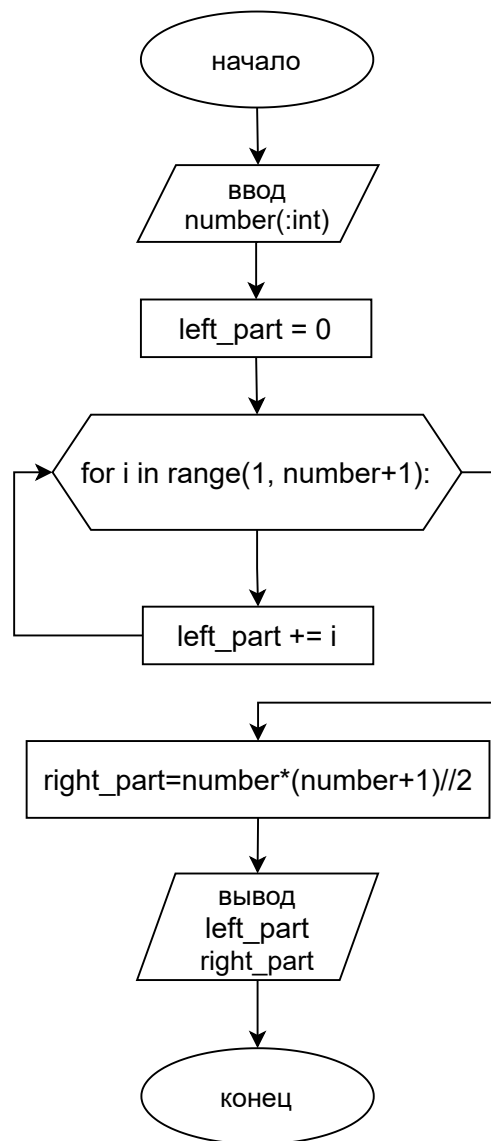 начало
ввод
number(:int)
left_part = 0
for i in range(1, number+1):
left_part += i
right_part=number*(number+1)//2
вывод
left_part
right_part
конец